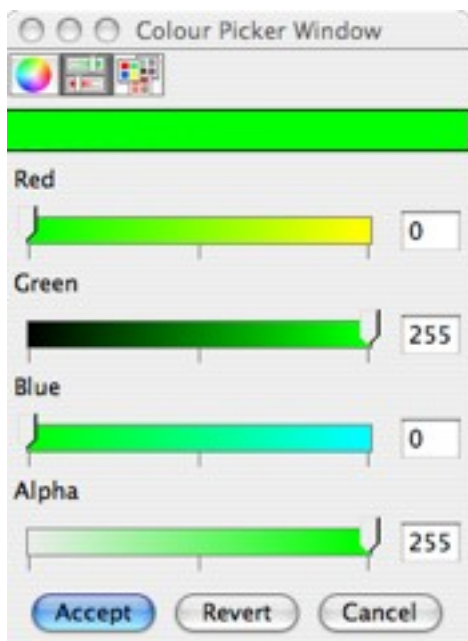 Colour Picker Window
Red
0
Green
255
Blue
0
Alpha
255
Accept Revert Cancel